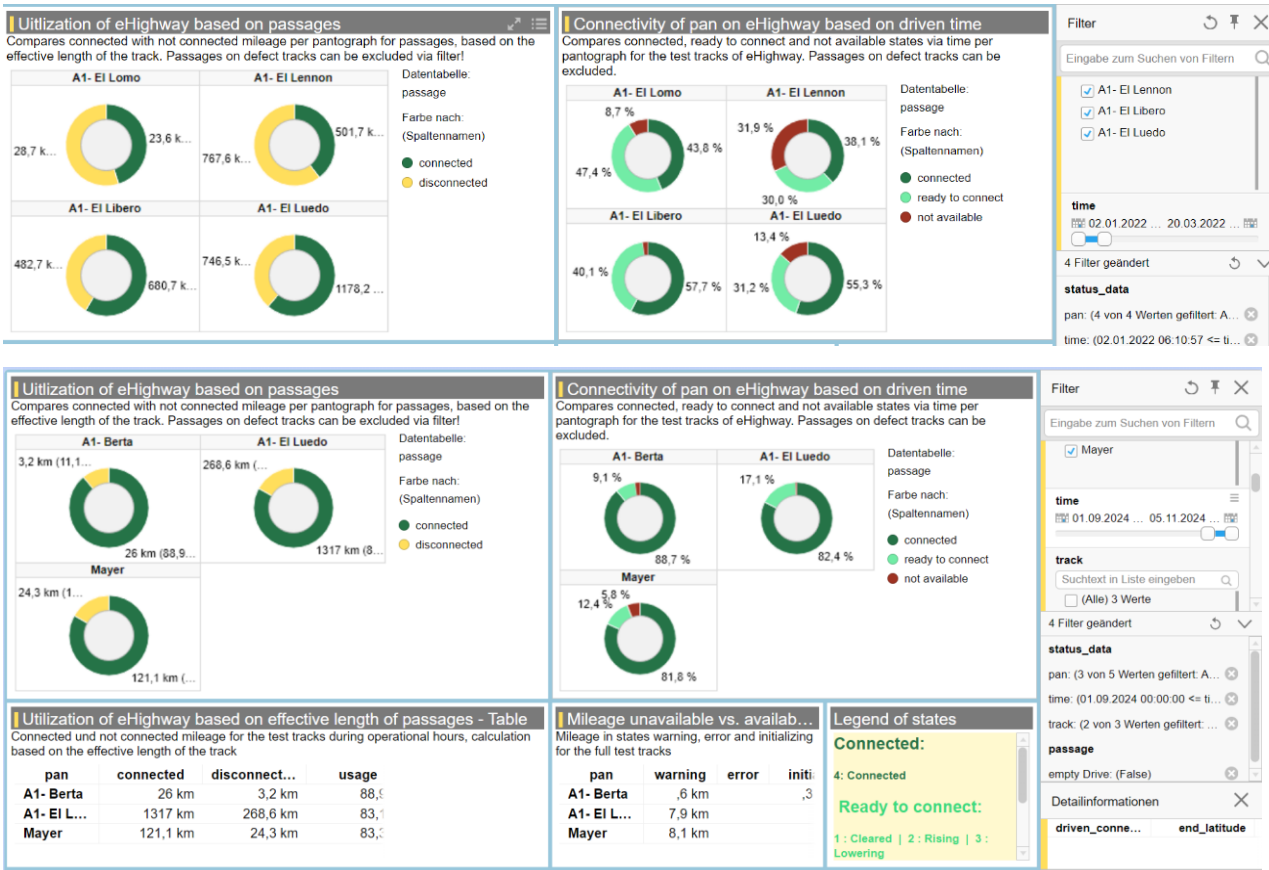 Uitlization of eHighway based on passages
Compares connected with not connected mileage per pantograph for passages, based on the
effective length of the track. Passages on defect tracks can be excluded via filter!
A1- El Lomo
A1- El Lennon
28,7 k...
23,6 k...
767,6 k...
501,7 k...
A1- El Libero
A1- El Luedo
482,7 k...
680,7 k...
746,5 k...
1178,2 ...
Datentabelle:
passage
Farbe nach:
(Spaltennamen)
connected
disconnected
Connectivity of pan on eHighway based on driven time
Compares connected, ready to connect and not available states via time per
pantograph for the test tracks of eHighway. Passages on defect tracks can be
excluded.
A1- El Lomo
A1- El Lennon
8,7 %
43,8 %
47,4 %
31,9 %
38,1 %
30,0 %
A1- El Libero
A1- El Luedo
40,1 %
57,7 %
13,4 %
31,2 %
55,3 %
Datentabelle:
passage
Farbe nach:
(Spaltennamen)
connected
ready to connect
not available
Filter
Eingabe zum Suchen von Filtern
A1- El Lennon
A1- El Libero
A1- El Luedo
time
02.01.2022 ... 20.03.2022 ...
4 Filter geändert
status_data
pan: (4 von 4 Werten gefiltert: A...
time: (02.01.2022 06:10:57 <= ti...
Uitlization of eHighway based on passages
Compares connected with not connected mileage per pantograph for passages, based on the
effective length of the track. Passages on defect tracks can be excluded via filter!
A1- Berta
A1- El Luedo
3,2 km (11,1...
26 km (88,9...
268,6 km (...
1317 km (8...
Mayer
24,3 km (1...
121,1 km (...
Datentabelle:
passage
Farbe nach:
(Spaltennamen)
connected
disconnected
Connectivity of pan on eHighway based on driven time
Compares connected, ready to connect and not available states via time per
pantograph for the test tracks of eHighway. Passages on defect tracks can be
excluded.
A1- Berta
A1- El Luedo
9,1 %
88,7 %
17,1 %
82,4 %
Mayer
5,8 %
12,4 %
81,8 %
Datentabelle:
passage
Farbe nach:
(Spaltennamen)
connected
ready to connect
not available
Filter
Eingabe zum Suchen von Filtern
Mayer
time
01.09.2024 ... 05.11.2024 ...
track
Suchtext in Liste eingeben
(Alle) 3 Werte
4 Filter geändert
status_data
pan: (3 von 5 Werten gefiltert: A...
time: (01.09.2024 00:00:00 <= ti...
track: (2 von 3 Werten gefiltert: ...
passage
empty Drive: (False)
Detailinformationen
driven_conne... end_latitude
Utilization of eHighway based on effective length of passages - Table
Connected und not connected mileage for the test tracks during operational hours, calculation
based on the effective length of the track
pan connected disconnect... usage
A1- Berta 26 km 3,2 km 88,9
A1- El L... 1317 km 268,6 km 83,1
Mayer 121,1 km 24,3 km 83,3
Mileage unavailable vs. availab...
Mileage in states warning, error and initializing
for the full test tracks
pan warning error initi
A1- Berta ,6 km ,3
A1- El L... 7,9 km
Mayer 8,1 km
Legend of states
Connected:
4: Connected
Ready to connect:
1 : Cleared | 2 : Rising | 3 :
Lowering